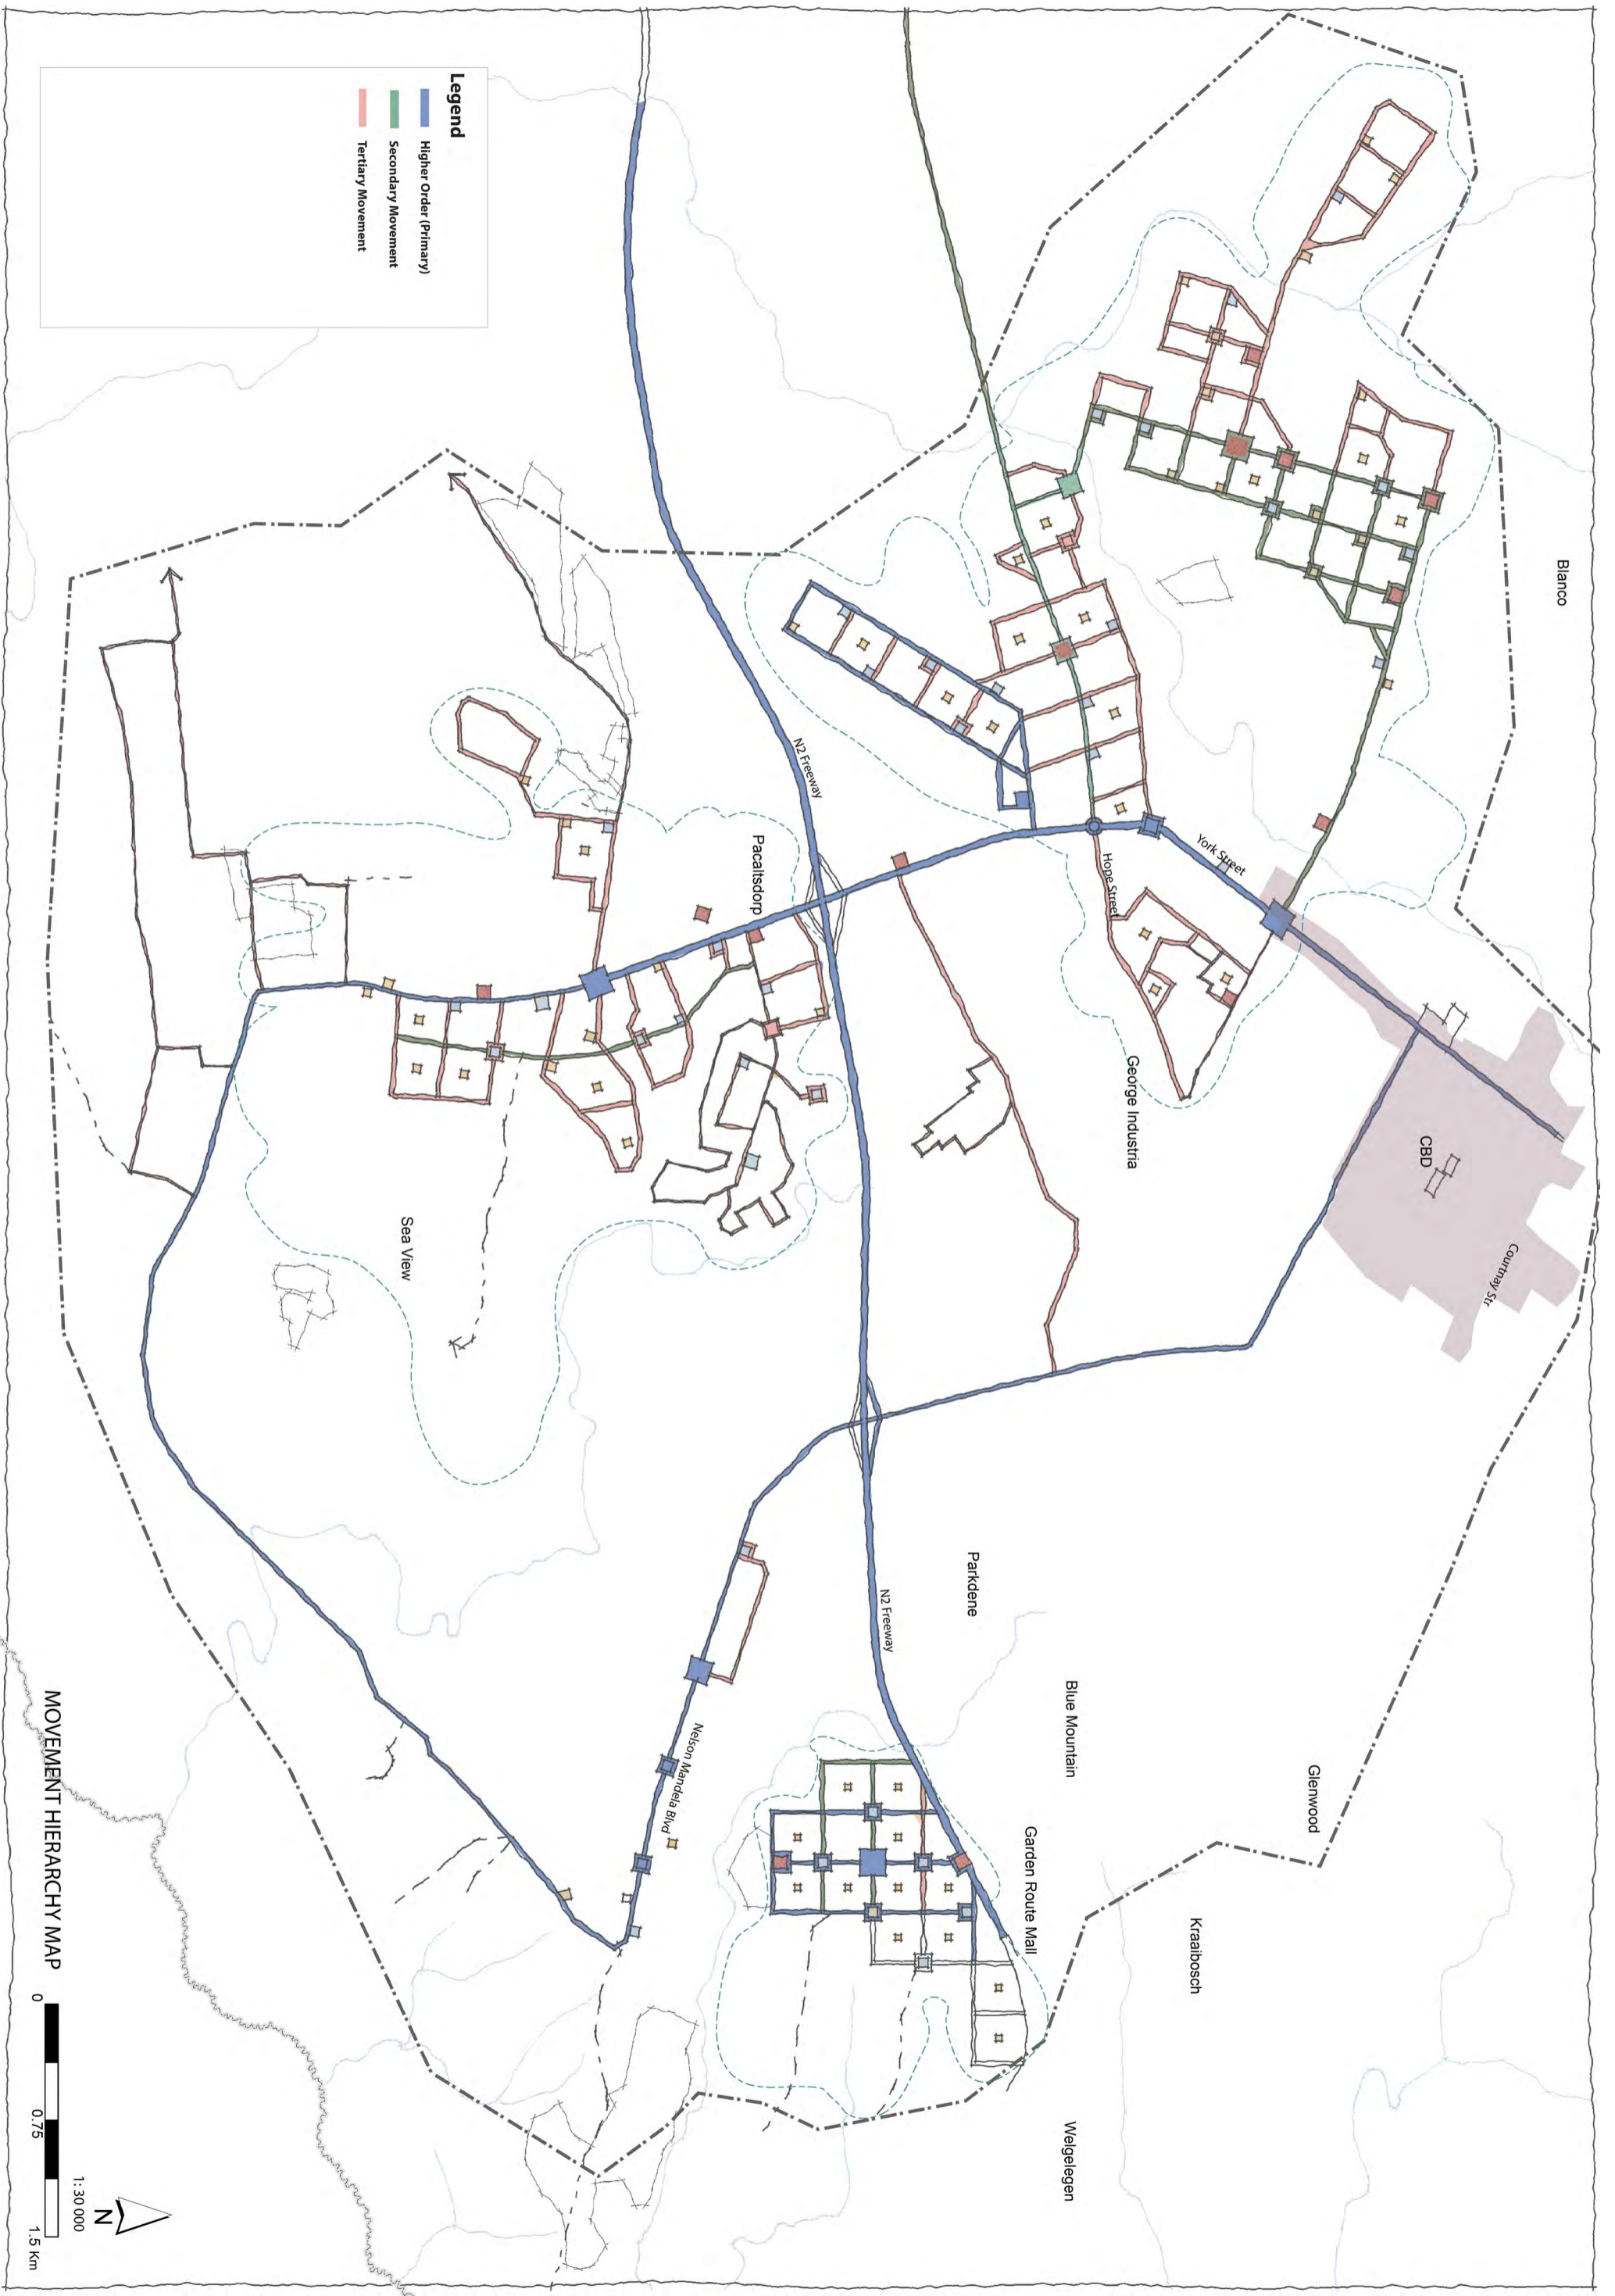 Legend
Higher Order (Primary)
Secondary Movement
Tertiary Movement
Blanco
N2 Freeway
York Street
Hope Street
Pacaltsdorp
George Industria
CBD
Courtnay Str
Sea View
Parkdene
N2 Freeway
Blue Mountain
Glenwood
Nelson Mandela Blvd
Garden Route Mall
Kraaibosch
Welgelegen
MOVEMENT HIERARCHY MAP
0
0.75
1.5 Km
1:30 000
N